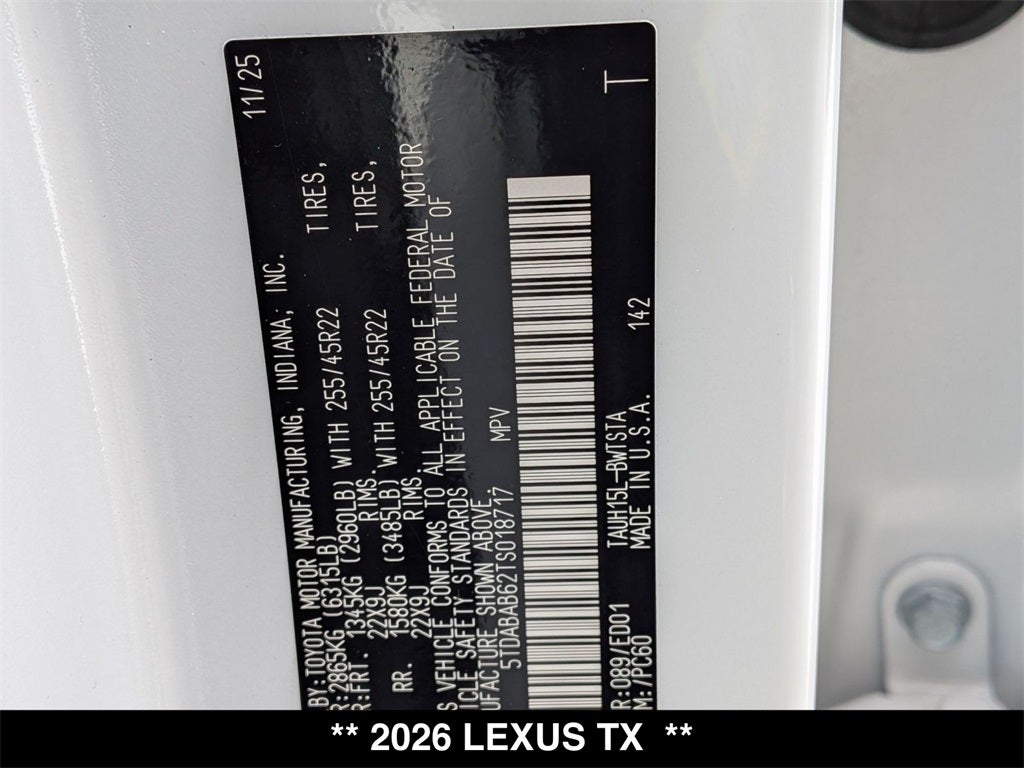 11/25
BY:TOYOTA MOTOR MANUFACTURING, INDIANA, INC.
R:2865KG (6315LB)
R:FRT: 1345KG (2960LB) WITH 255/45R22 TIRES,
22X9J RIMS.
RR. 1580KG (3485LB) WITH 255/45R22 TIRES,
22X9J RIMS.
S VEHICLE CONFORMS TO ALL APPLICABLE FEDERAL MOTOR
ICLE SAFETY STANDARDS IN EFFECT ON THE DATE OF
UFACTURE SHOWN ABOVE.
5TDABAB62TS018717 MPV
R:089/ED01 TAUH15L-BWTSTA 142
M:/PC60 MADE IN U.S.A.
T
** 2026 LEXUS TX **